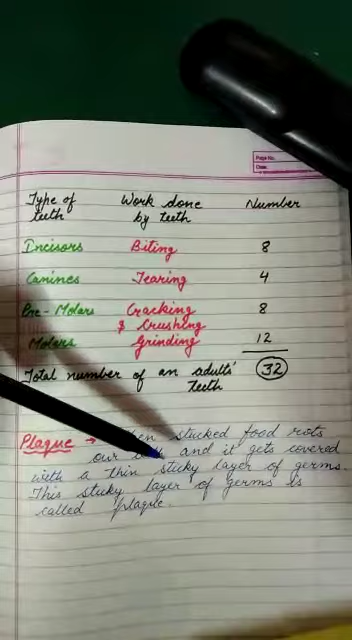 Page No.
Date:
Type of teeth Work done by teeth Number
Incisors Biting 8
Canines Tearing 4
Pre-Molars Cracking & Crushing 8
Molars Grinding 12
Total number of an adults' teeth 32
Plaque → stucked food rots
our and it gets covered
with a thin sticky layer of germs.
This sticky layer of germs is
called plaque.